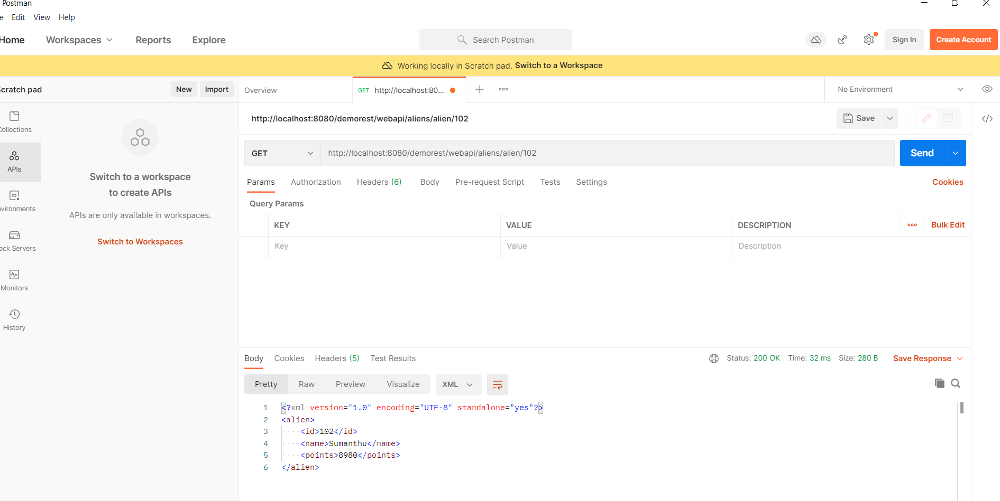 Postman
e Edit View Help
Home Workspaces Reports Explore
Search Postman
Sign In Create Account
Working locally in Scratch pad. Switch to a Workspace
Scratch pad New Import
Overview GET http://localhost:80... No Environment
http://localhost:8080/demorest/webapi/aliens/alien/102 Save </>
GET http://localhost:8080/demorest/webapi/aliens/alien/102 Send
Params Authorization Headers (6) Body Pre-request Script Tests Settings Cookies
Query Params
KEY VALUE DESCRIPTION ooo Bulk Edit
Key Value Description
Collections
APIs
nvironments
ock Servers
Monitors
History
Switch to a workspace
to create APIs
APIs are only available in workspaces.
Switch to Workspaces
Body Cookies Headers (5) Test Results Status: 200 OK Time: 32 ms Size: 280 B Save Response
Pretty Raw Preview Visualize XML
1 <?xml version="1.0" encoding="UTF-8" standalone="yes"?>
2 <alien>
3 <id>102</id>
4 <name>Sumanthu</name>
5 <points>8980</points>
6 </alien>